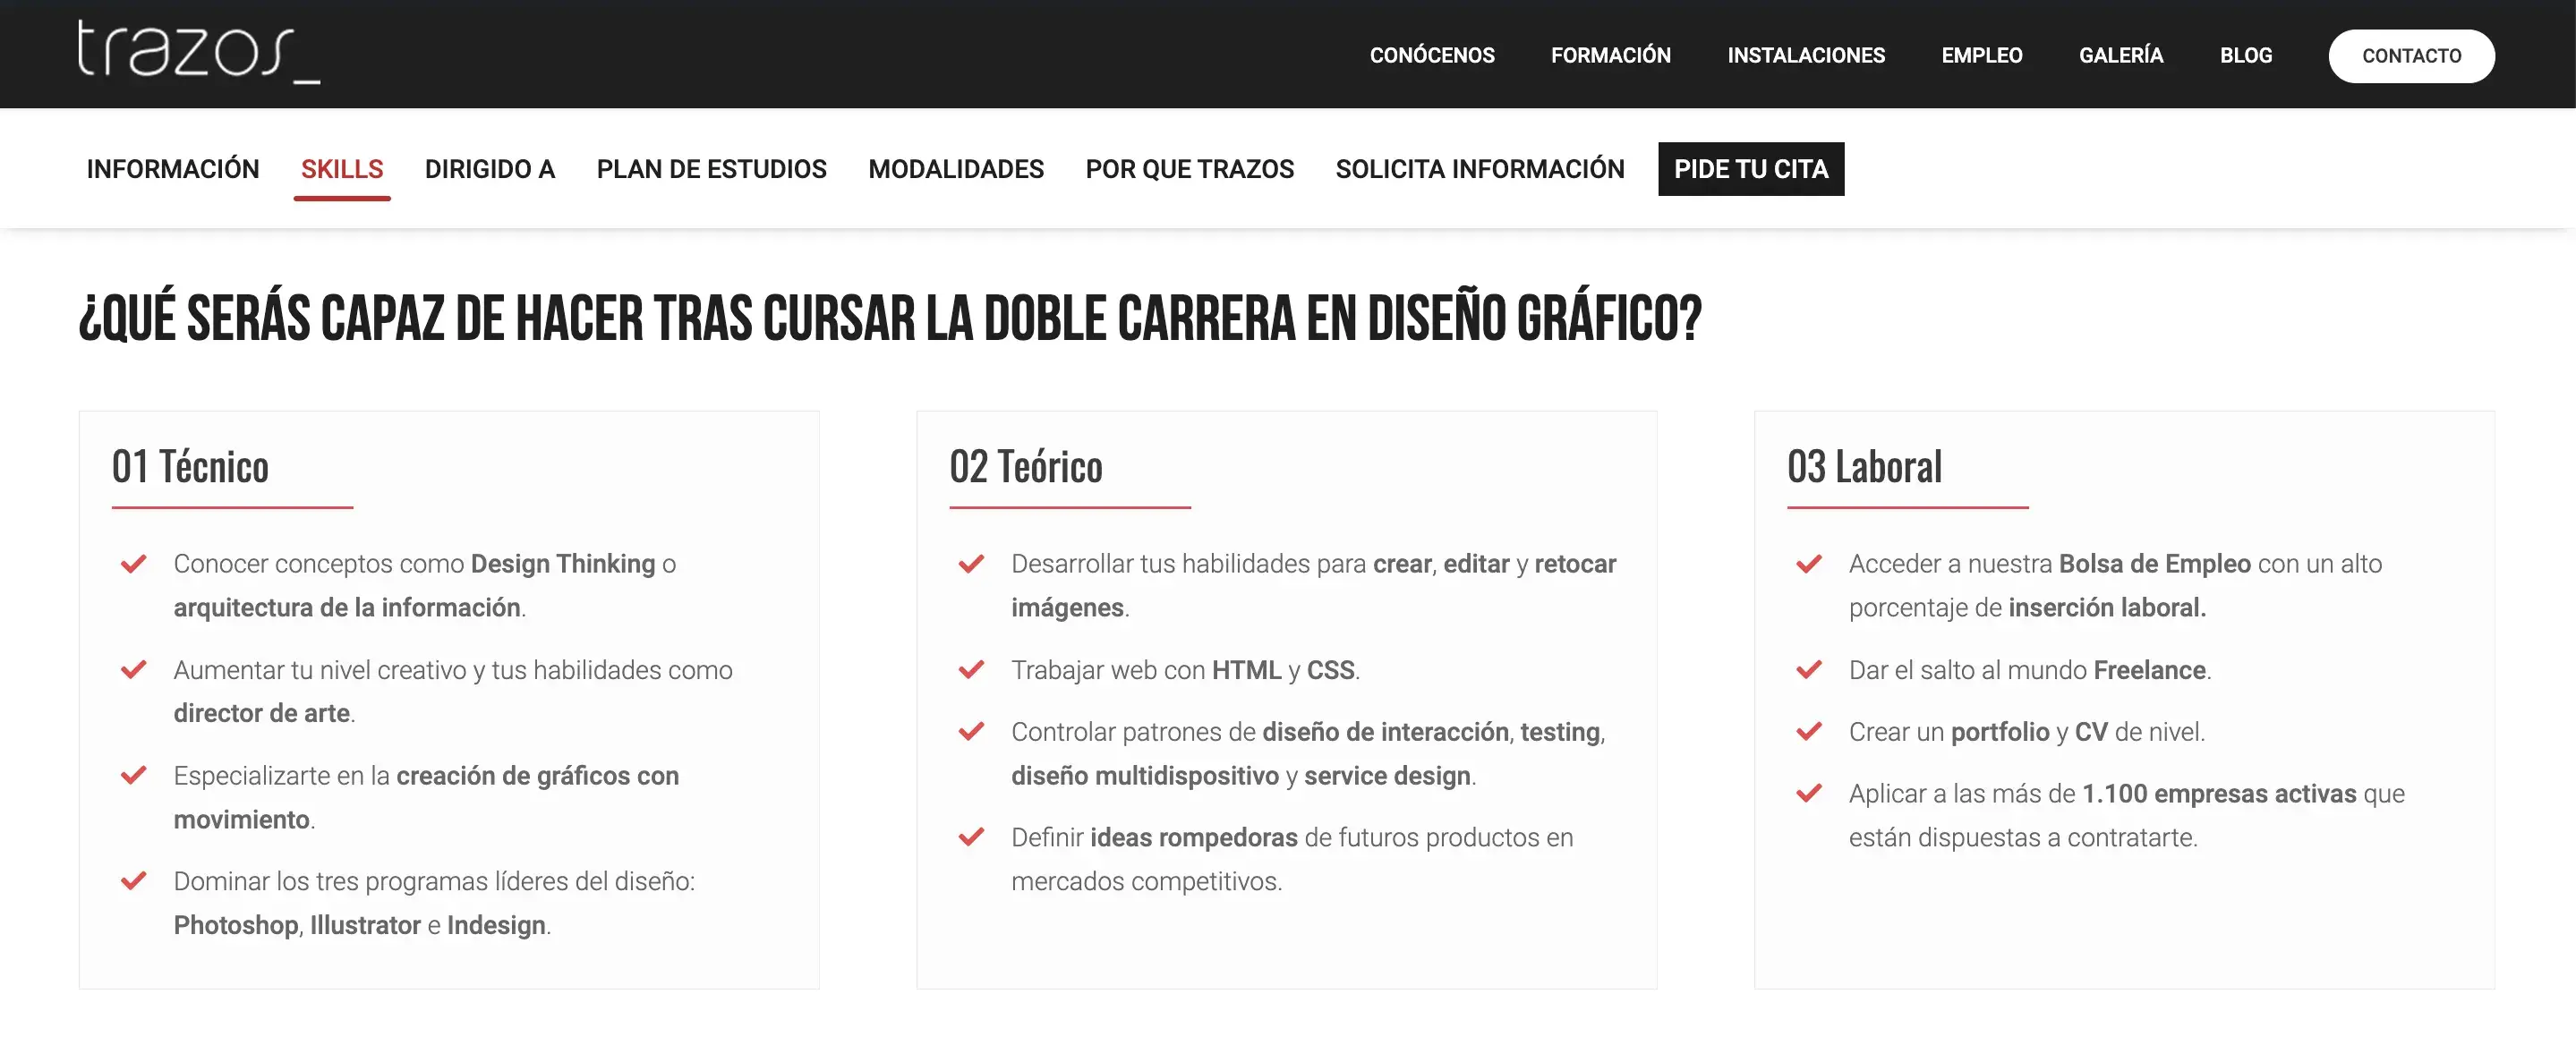 trazos_
CONÓCENOS FORMACIÓN INSTALACIONES EMPLEO GALERÍA BLOG CONTACTO
INFORMACIÓN SKILLS DIRIGIDO A PLAN DE ESTUDIOS MODALIDADES POR QUE TRAZOS SOLICITA INFORMACIÓN PIDE TU CITA
¿QUÉ SERÁS CAPAZ DE HACER TRAS CURSAR LA DOBLE CARRERA EN DISEÑO GRÁFICO?
01 Técnico
Conocer conceptos como Design Thinking o
arquitectura de la información.
Aumentar tu nivel creativo y tus habilidades como
director de arte.
Especializarte en la creación de gráficos con
movimiento.
Dominar los tres programas líderes del diseño:
Photoshop, Illustrator e Indesign.
02 Teórico
Desarrollar tus habilidades para crear, editar y retocar
imágenes.
Trabajar web con HTML y CSS.
Controlar patrones de diseño de interacción, testing,
diseño multidispositivo y service design.
Definir ideas rompedoras de futuros productos en
mercados competitivos.
03 Laboral
Acceder a nuestra Bolsa de Empleo con un alto
porcentaje de inserción laboral.
Dar el salto al mundo Freelance.
Crear un portfolio y CV de nivel.
Aplicar a las más de 1.100 empresas activas que
están dispuestas a contratarte.